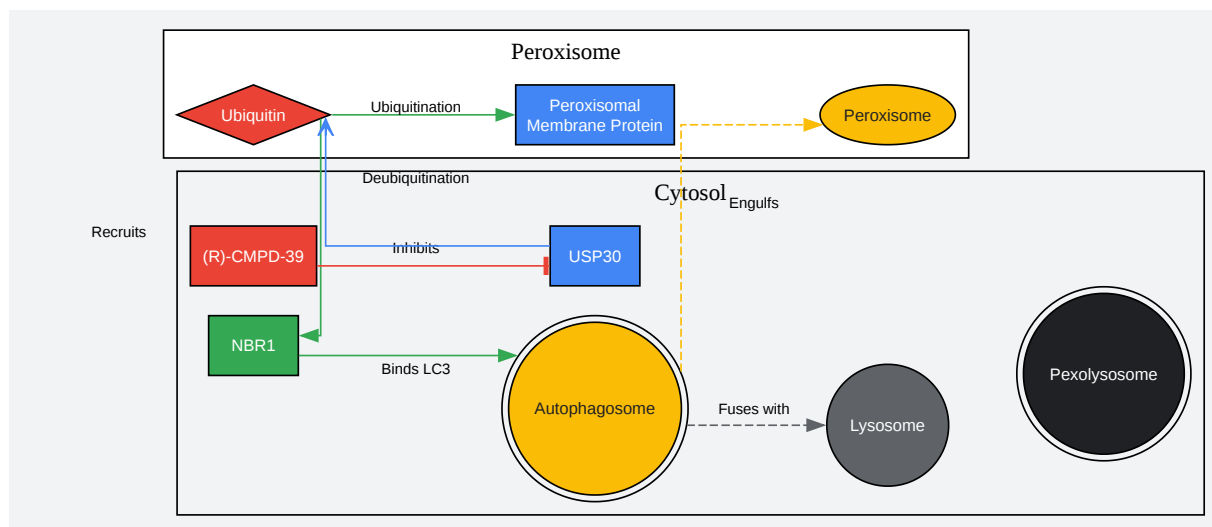 Peroxisome
Ubiquitin
Ubiquitination
Peroxisomal
Membrane Protein
Peroxisome
Deubiquitination
Cytosol
Engulfs
Recruits
(R)-CMPD-39
Inhibits
USP30
NBR1
Binds LC3
Autophagosome
Fuses with
Lysosome
Pexolysosome